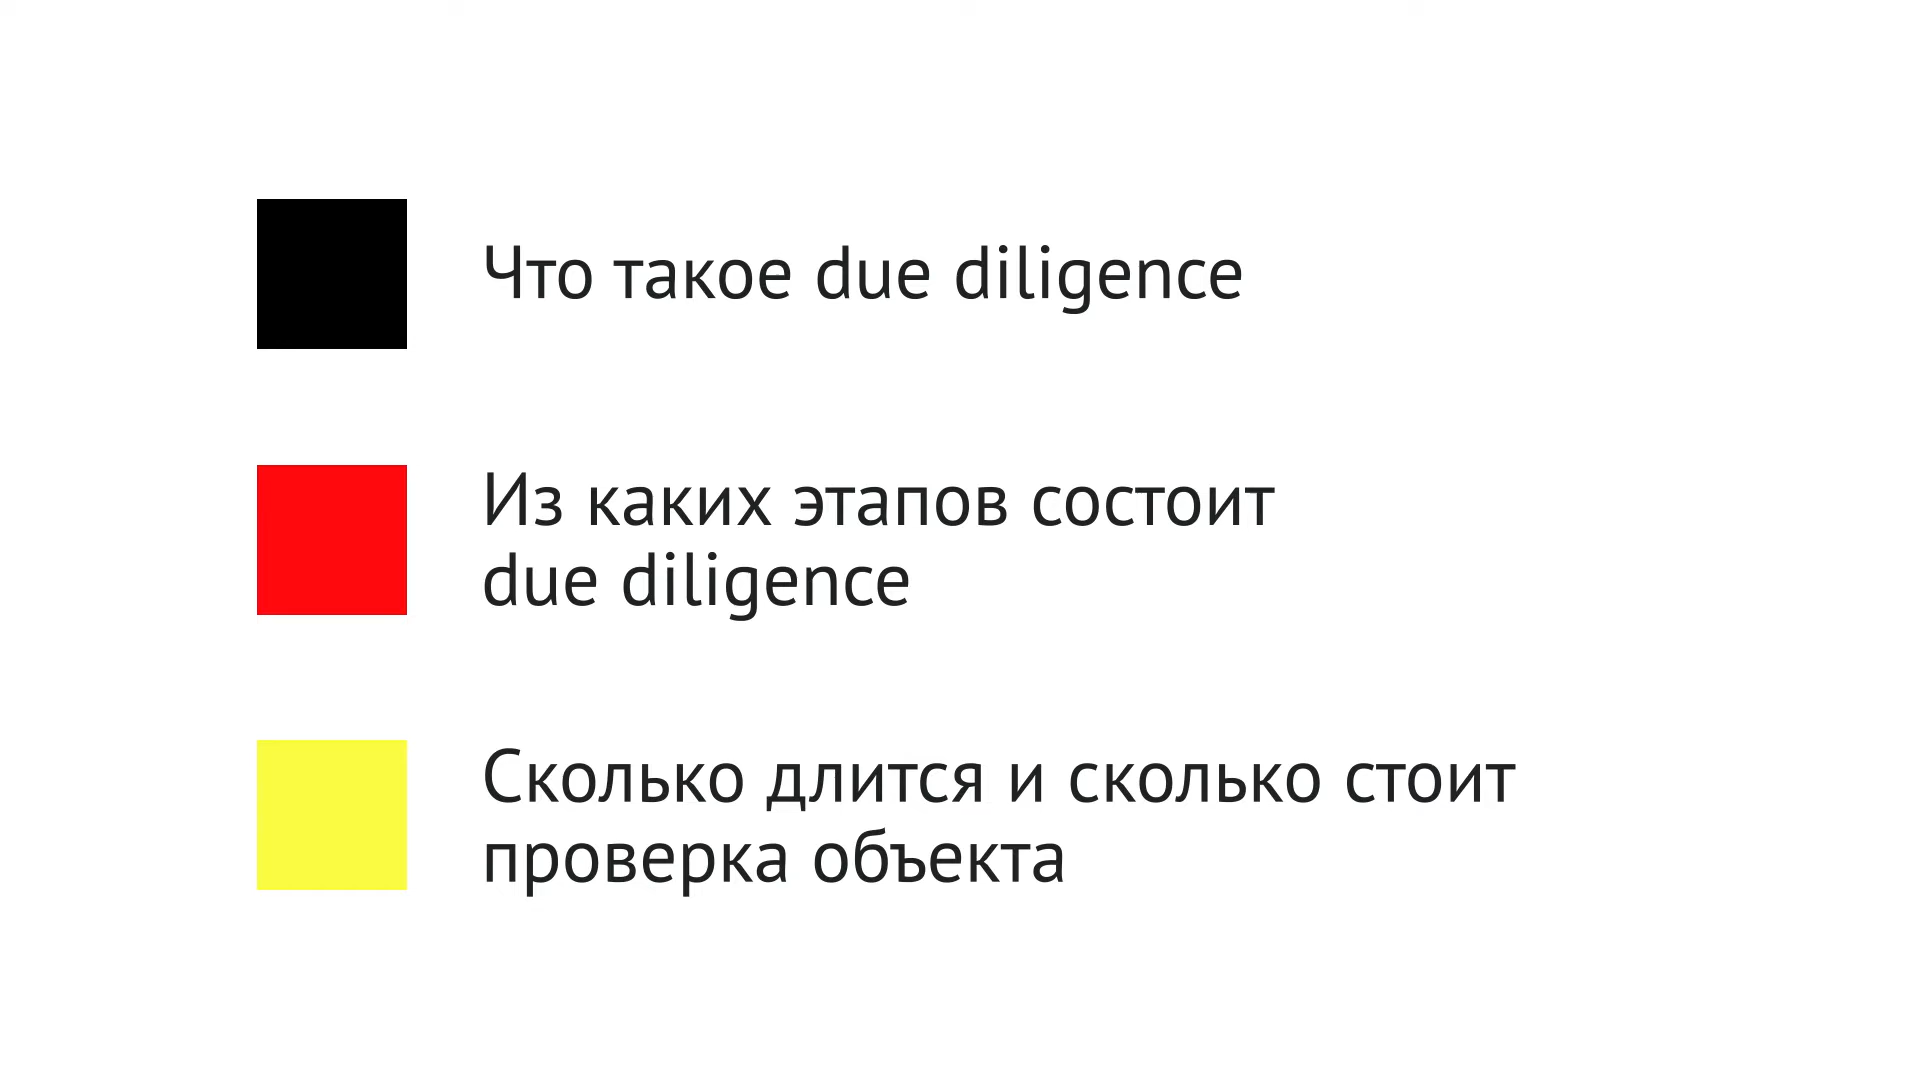 Что такое due diligence
Из каких этапов состоит
due diligence
Сколько длится и сколько стоит
проверка объекта